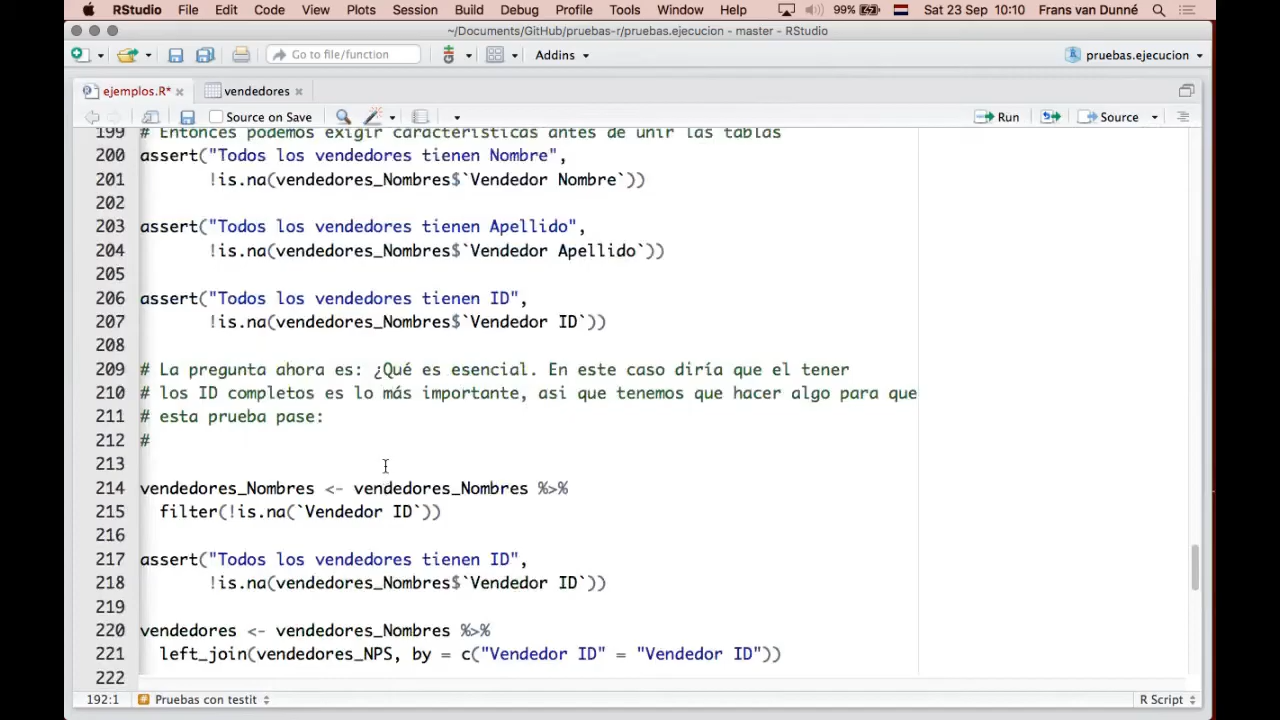 RStudio File Edit Code View Plots Session Build Debug Profile Tools Window Help 99% Sat 23 Sep 10:10 Frans van Dunné
~/Documents/GitHub/pruebas-r/pruebas.ejecucion - master - RStudio
Go to file/function Addins pruebas.ejecucion
ejemplos.R* vendedores
Source on Save Run Source
199 # Entonces podemos exigir caracteristicas antes de unir las tablas
200 assert("Todos los vendedores tienen Nombre",
201 !is.na(vendedores_Nombres$`Vendedor Nombre`))
202
203 assert("Todos los vendedores tienen Apellido",
204 !is.na(vendedores_Nombres$`Vendedor Apellido`))
205
206 assert("Todos los vendedores tienen ID",
207 !is.na(vendedores_Nombres$`Vendedor ID`))
208
209 # La pregunta ahora es: ¿Qué es esencial. En este caso diría que el tener
210 # los ID completos es lo más importante, asi que tenemos que hacer algo para que
211 # esta prueba pase:
212 #
213
214 vendedores_Nombres <- vendedores_Nombres %>%
215 filter(!is.na(`Vendedor ID`))
216
217 assert("Todos los vendedores tienen ID",
218 !is.na(vendedores_Nombres$`Vendedor ID`))
219
220 vendedores <- vendedores_Nombres %>%
221 left_join(vendedores_NPS, by = c("Vendedor ID" = "Vendedor ID"))
222
192:1 # Pruebas con testit R Script